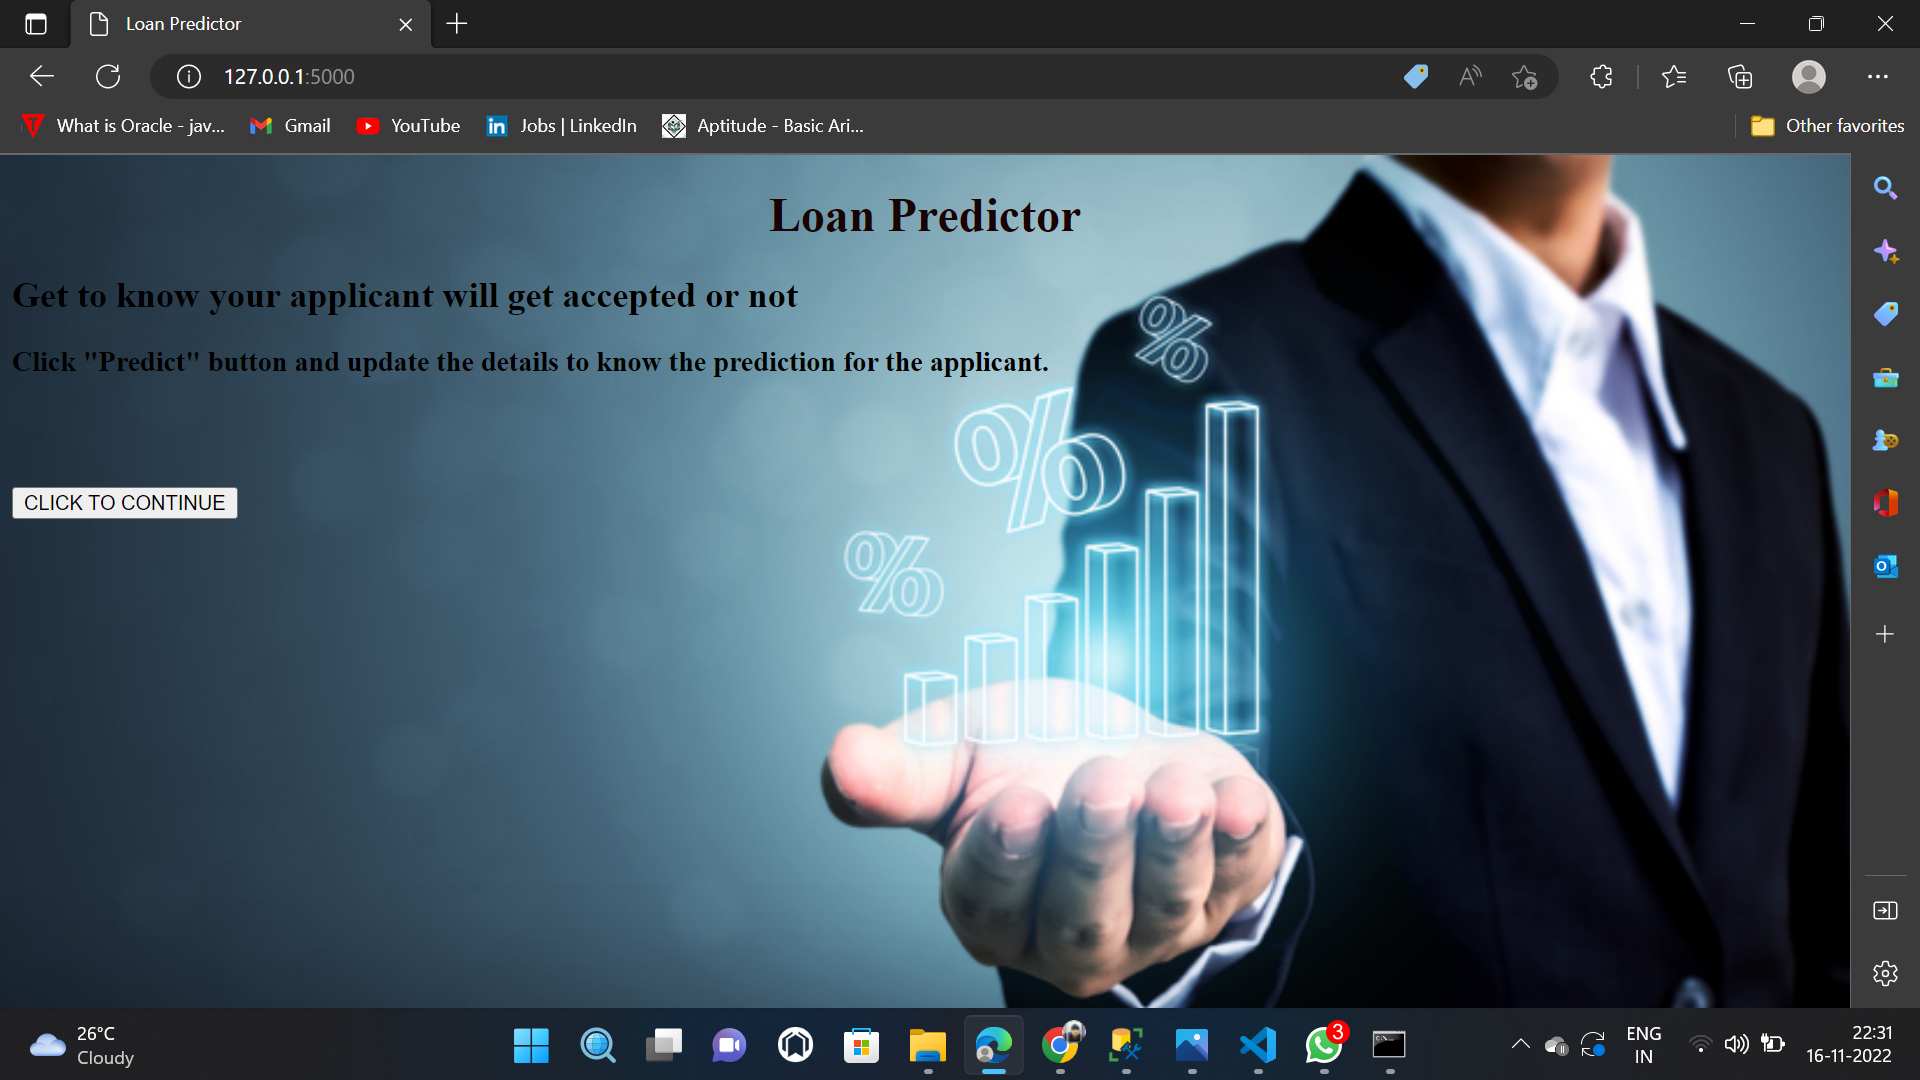 Loan Predictor
127.0.0.1:5000
What is Oracle - jav...
Gmail
YouTube
Jobs | LinkedIn
Aptitude - Basic Ari...
Other favorites
Loan Predictor
Get to know your applicant will get accepted or not
Click "Predict" button and update the details to know the prediction for the applicant.
CLICK TO CONTINUE
%
%
%
26°C
Cloudy
3
ENG
IN
22:31
16-11-2022